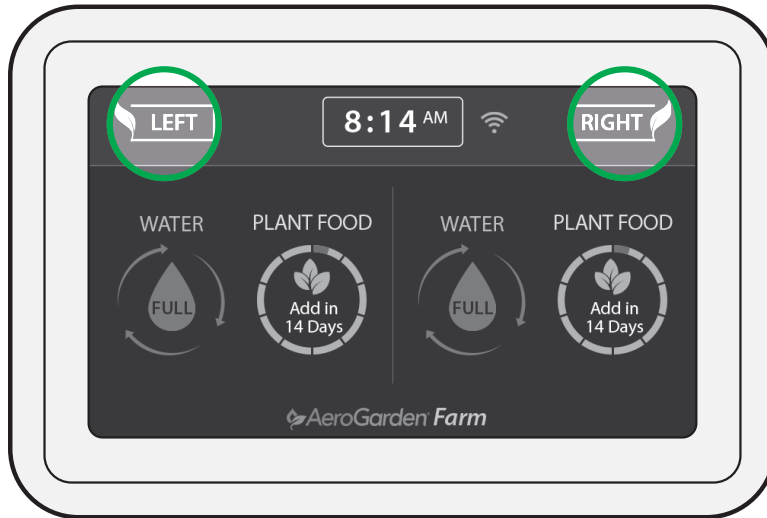 LEFT
8:14 AM
RIGHT
WATER
PLANT FOOD
FULL
Add in
14 Days
WATER
PLANT FOOD
FULL
Add in
14 Days
AeroGarden Farm